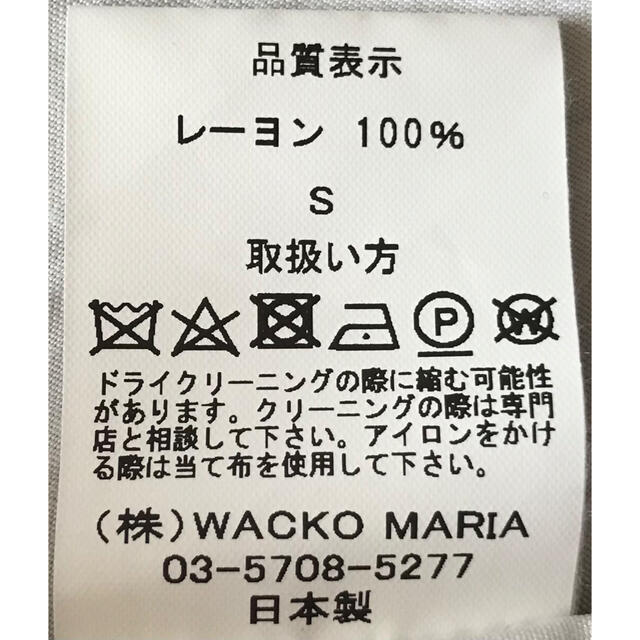 品質表示
レーヨン 100%
S
取扱い方
P W
ドライクリーニングの際に縮む可能性
があります。クリーニングの際は専門
店と相談して下さい。アイロンをかけ
る際は当て布を使用して下さい。
(株)WACKO MARIA
03-5708-5277
日本製